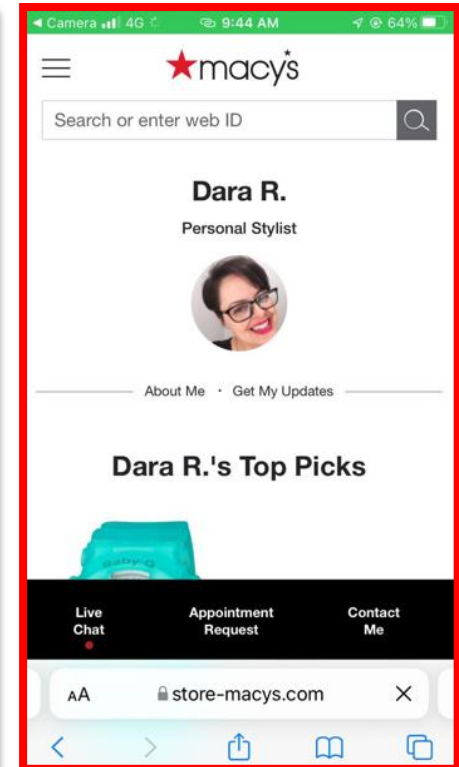 Camera 4G 9:44 AM 64%
macy's
Search or enter web ID
Dara R.
Personal Stylist
About Me · Get My Updates
Dara R.'s Top Picks
Baby-G
Live Chat
Appointment Request
Contact Me
AA store-macys.com